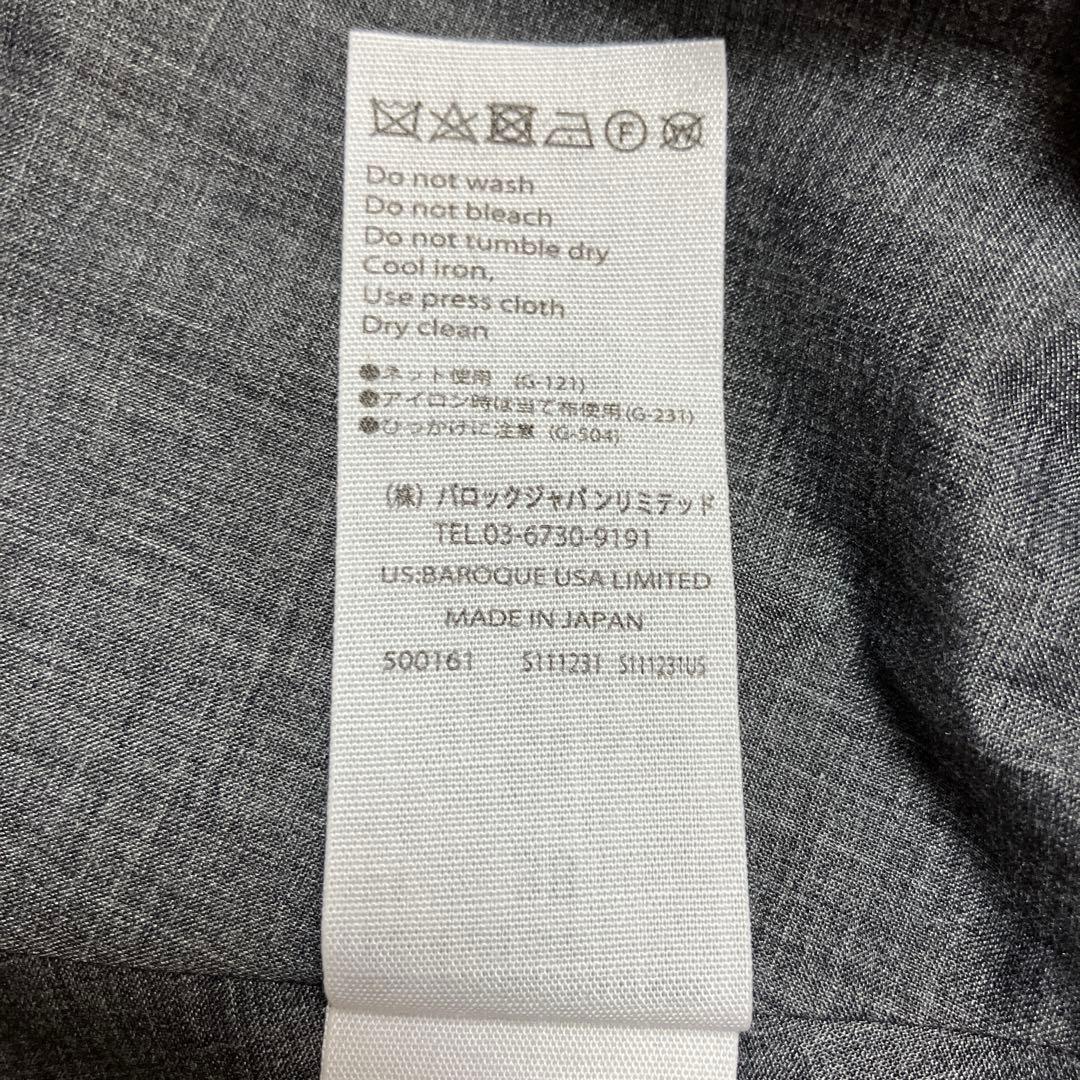 F W
Do not wash
Do not bleach
Do not tumble dry
Cool iron,
Use press cloth
Dry clean
●ネット使用 (G-121)
●アイロン時は当て布使用(G-231)
●ひっかけに注意 (G-504)
(株) バロックジャパンリミテッド
TEL.03-6730-9191
US:BAROQUE USA LIMITED
MADE IN JAPAN
500161 S111231 S111231US